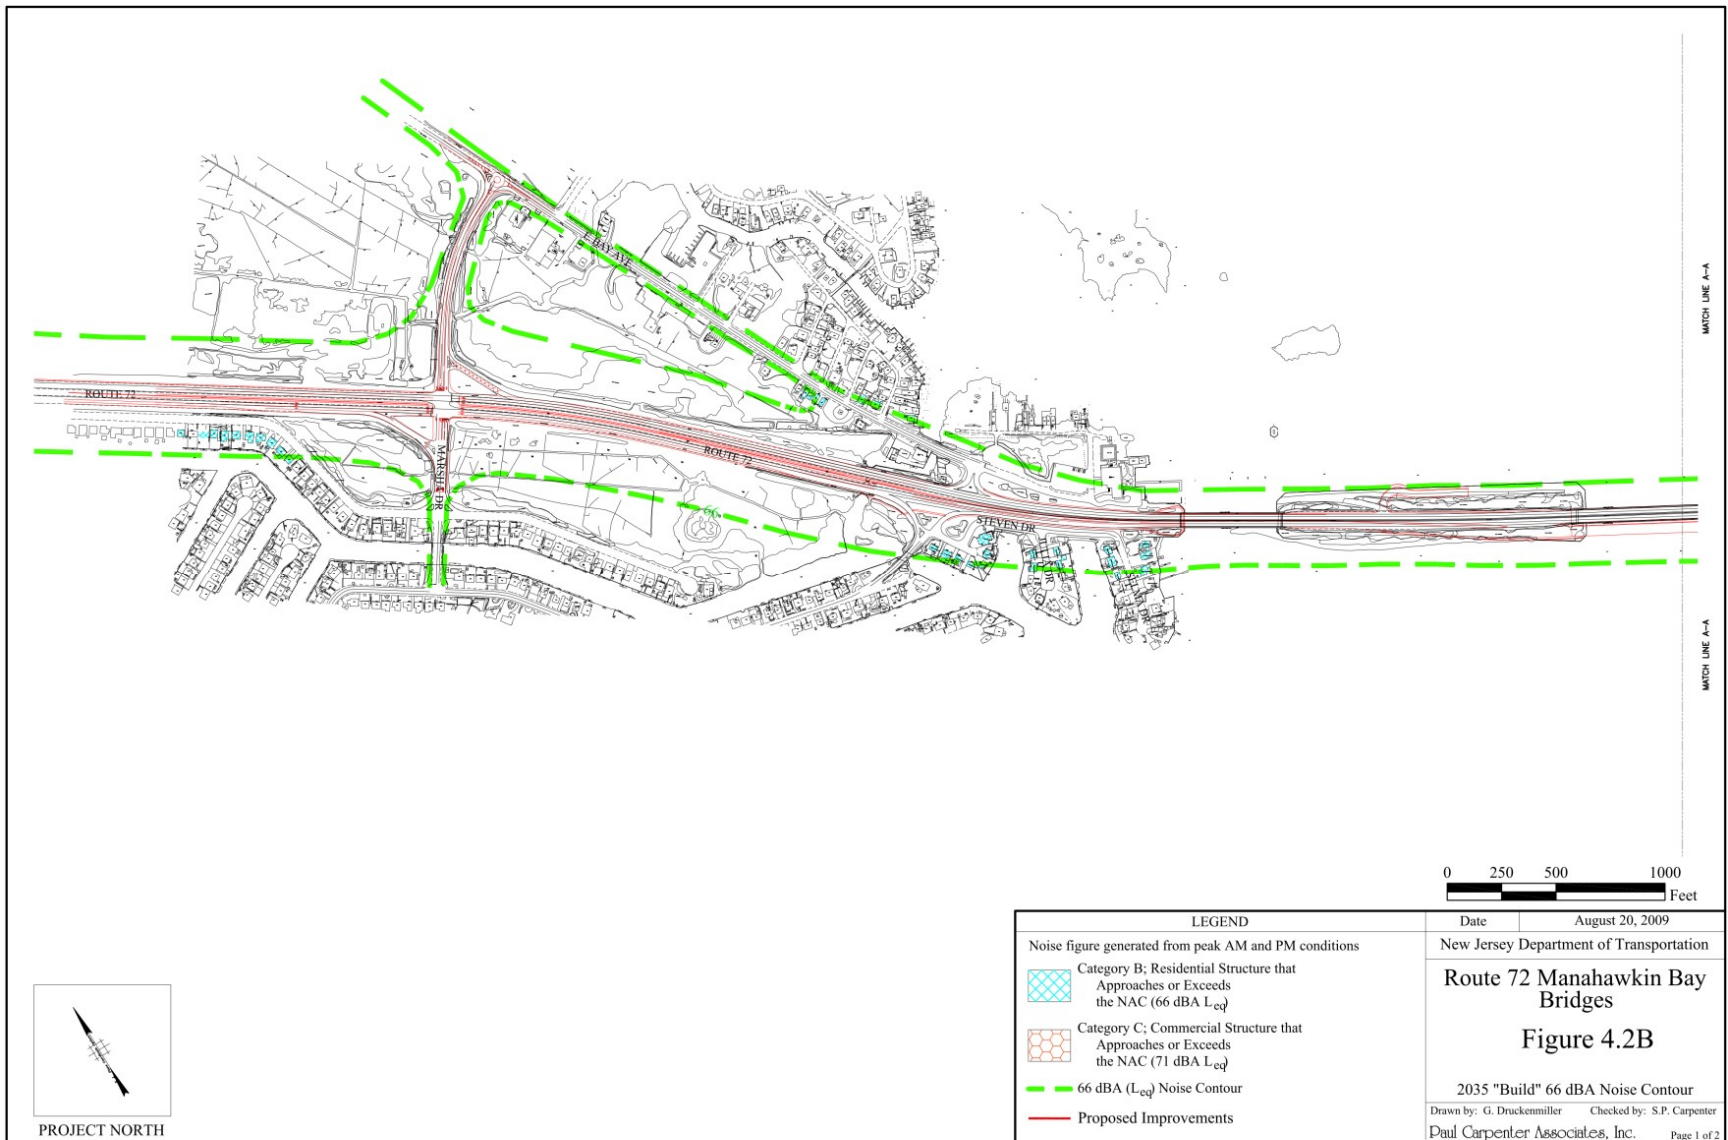 MATCH LINE A-A
E BAY AVE
ROUTE 72
MARSH DR
ROUTE 72
66
STEVEN DR
DR
MATCH LINE A-A
0 250 500 1000
Feet
LEGEND
Noise figure generated from peak AM and PM conditions
Category B; Residential Structure that
Approaches or Exceeds
the NAC (66 dBA Leq)
Category C; Commercial Structure that
Approaches or Exceeds
the NAC (71 dBA Leq)
66 dBA (Leq) Noise Contour
Proposed Improvements
Date August 20, 2009
New Jersey Department of Transportation
Route 72 Manahawkin Bay
Bridges
Figure 4.2B
2035 "Build" 66 dBA Noise Contour
Drawn by: G. Druckenmiller Checked by: S.P. Carpenter
Paul Carpenter Associates, Inc. Page 1 of 2
PROJECT NORTH